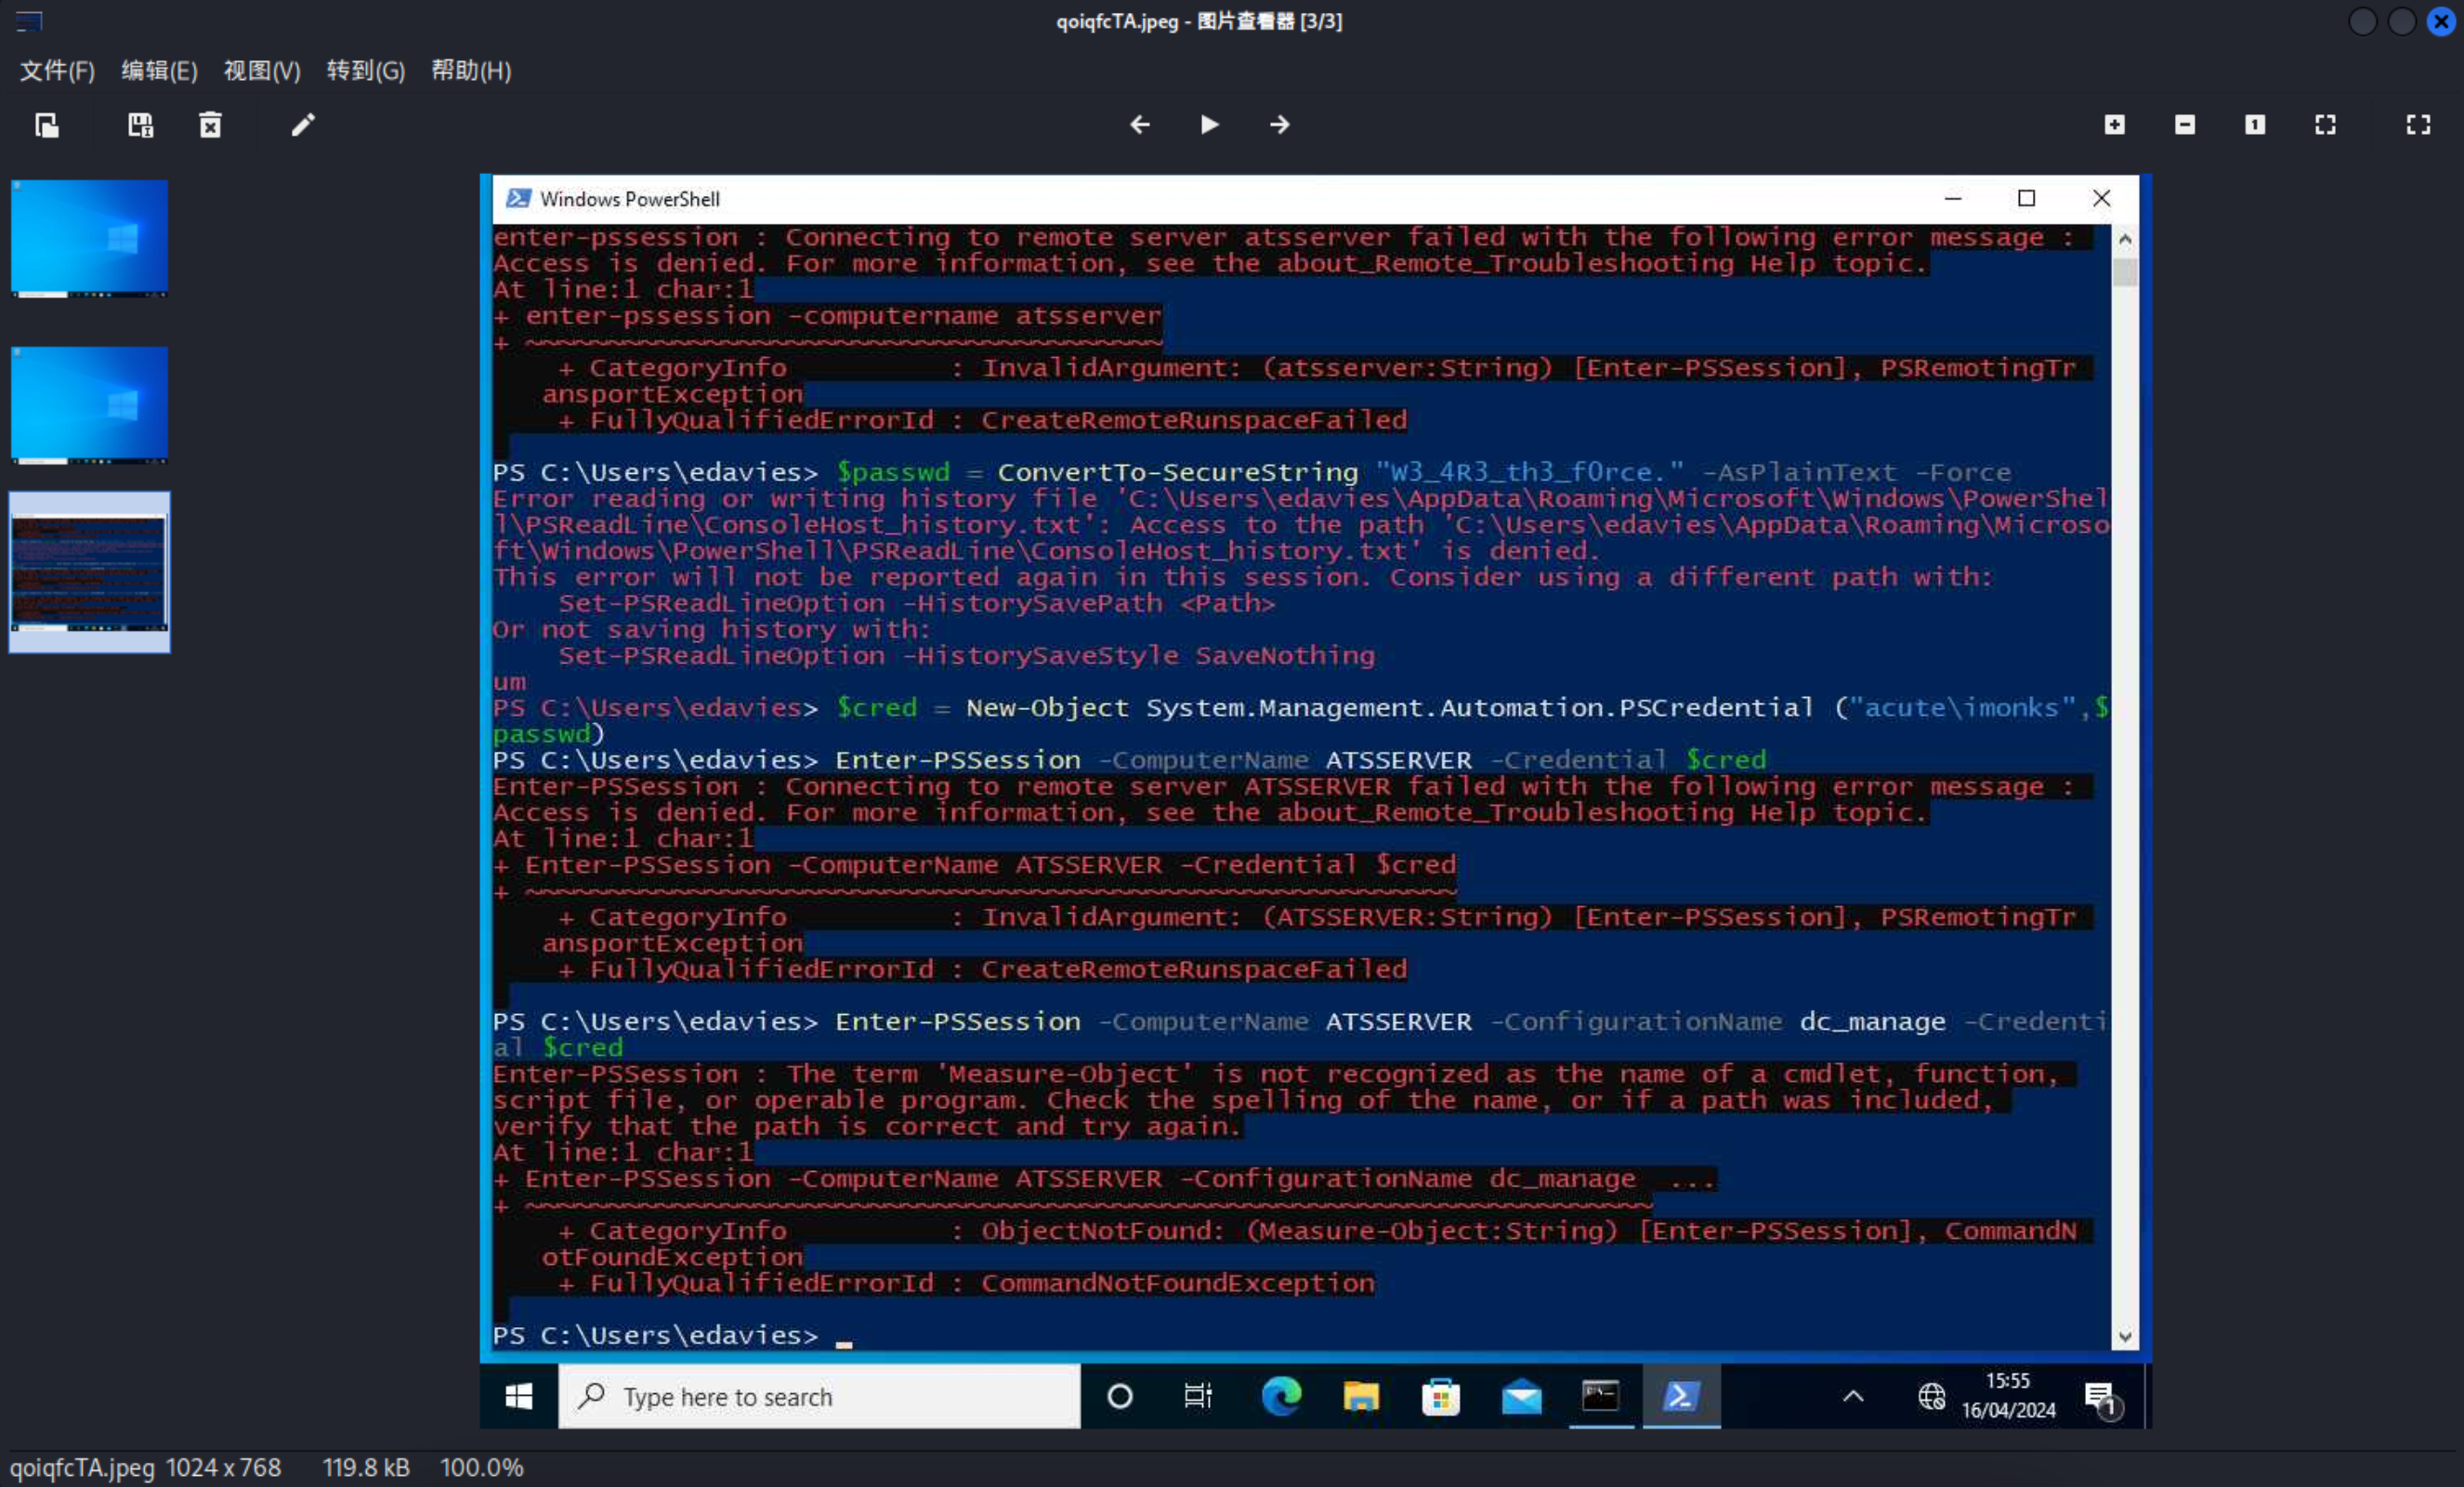 qoiqfcTA.jpeg - 图片查看器 [3/3]
文件(F) 编辑(E) 视图(V) 转到(G) 帮助(H)
Windows PowerShell
enter-pssession : Connecting to remote server atsserver failed with the following error message :
Access is denied. For more information, see the about_Remote_Troubleshooting Help topic.
At line:1 char:1
+ enter-pssession -computername atsserver
+ ~~~~~~~~~~~~~~~~~~~~~~~~~~~~~~~~~~~~~~~
+ CategoryInfo          : InvalidArgument: (atsserver:String) [Enter-PSSession], PSRemotingTr
ansportException
+ FullyQualifiedErrorId : CreateRemoteRunspaceFailed
PS C:\Users\edavies> $passwd = ConvertTo-SecureString "W3_4R3_th3_f0rce." -AsPlainText -Force
Error reading or writing history file 'C:\Users\edavies\AppData\Roaming\Microsoft\Windows\PowerShel
l\PSReadLine\ConsoleHost_history.txt': Access to the path 'C:\Users\edavies\AppData\Roaming\Microso
ft\Windows\PowerShell\PSReadLine\ConsoleHost_history.txt' is denied.
This error will not be reported again in this session. Consider using a different path with:
Set-PSReadLineOption -HistorySavePath <Path>
Or not saving history with:
Set-PSReadLineOption -HistorySaveStyle SaveNothing
um
PS C:\Users\edavies> $cred = New-Object System.Management.Automation.PSCredential ("acute\imonks",$
passwd)
PS C:\Users\edavies> Enter-PSSession -ComputerName ATSSERVER -Credential $cred
Enter-PSSession : Connecting to remote server ATSSERVER failed with the following error message :
Access is denied. For more information, see the about_Remote_Troubleshooting Help topic.
At line:1 char:1
+ Enter-PSSession -ComputerName ATSSERVER -Credential $cred
+ ~~~~~~~~~~~~~~~~~~~~~~~~~~~~~~~~~~~~~~~~~~~~~~~~~~~~~~~~~
+ CategoryInfo          : InvalidArgument: (ATSSERVER:String) [Enter-PSSession], PSRemotingTr
ansportException
+ FullyQualifiedErrorId : CreateRemoteRunspaceFailed
PS C:\Users\edavies> Enter-PSSession -ComputerName ATSSERVER -ConfigurationName dc_manage -Credenti
al $cred
Enter-PSSession : The term 'Measure-Object' is not recognized as the name of a cmdlet, function,
script file, or operable program. Check the spelling of the name, or if a path was included,
verify that the path is correct and try again.
At line:1 char:1
+ Enter-PSSession -ComputerName ATSSERVER -ConfigurationName dc_manage  ...
+ ~~~~~~~~~~~~~~~~~~~~~~~~~~~~~~~~~~~~~~~~~~~~~~~~~~~~~~~~~~~~~~~~~~~~~
+ CategoryInfo          : ObjectNotFound: (Measure-Object:String) [Enter-PSSession], CommandN
otFoundException
+ FullyQualifiedErrorId : CommandNotFoundException
PS C:\Users\edavies> _
Type here to search
15:55
16/04/2024
1
qoiqfcTA.jpeg 1024 x 768 119.8 kB 100.0%